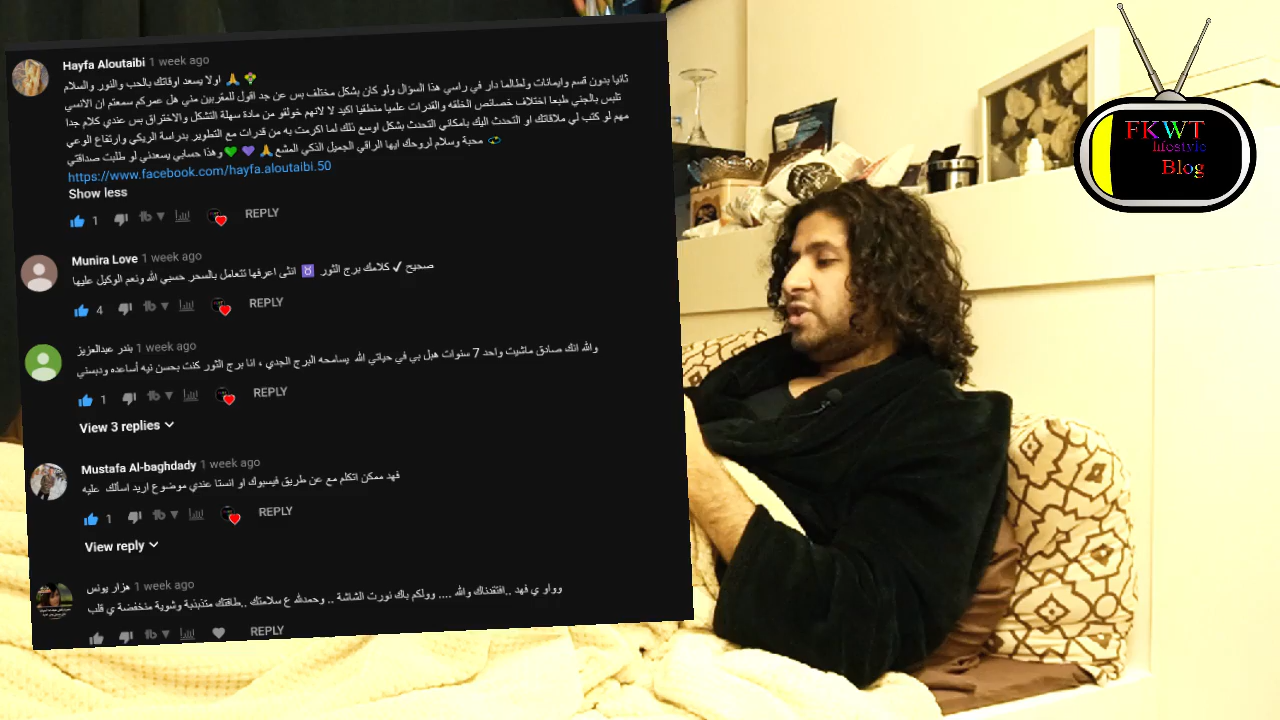 Hayfa Aloutaibi 1 week ago
اولا يسعد اوقاتك بالحب والنور والسلام 🙏 💐
ثانيا بدون قسم وايمانات ولطالما دار في راسي هذا السوال ولو كان بشكل مختلف بس عن جد اقول للمقربين مني هل عمركم سمعتم ان الانسي
تلبس بالجني طبعا اختلاف خصائص الخلقه والقدرات علميا منطقيا اكيد لا لانهم خولقو من مادة سهلة التشكل والاختراق بس عندي كلام جدا
مهم لو كتب لي ملاقاتك او التحدث اليك بامكاني التحدث بشكل اوسع ذلك لما اكرمت به من قدرات مع التطوير بدراسة الريكي وارتفاع الوعي
محبة وسلام لروحك ايها الراقي الجميل الذكي المشع 🙏 💜 💚 وهذا حسابي يسعدني لو طلبت صداقتي
https://www.facebook.com/hayfa.aloutaibi.50
Show less
1 REPLY
Munira Love 1 week ago
صحيح ✓ كلامك برج الثور ♉ انثى اعرفها تتعامل بالسحر حسبي الله ونعم الوكيل عليها
4 REPLY
بندر عبدالعزيز 1 week ago
والله انك صادق ماشيت واحد 7 سنوات هبل بي في حياتي الله يسامحه البرج الجدي ، انا برج الثور كنت بحسن نيه أساعده ودبسني
1 REPLY
View 3 replies
Mustafa Al-baghdady 1 week ago
فهد ممكن اتكلم مع عن طريق فيسبوك او انستا عندي موضوع اريد اسألك عليه
1 REPLY
View reply
هزار يونس 1 week ago
وواو ي فهد ..افتقدناك والله .... وولكم باك نورت الشاشة .. وحمدلله ع سلامتك ..طاقتك متذبذبة وشوية منخفضة ي قلب
REPLY
FKWT
lifestyle
Blog